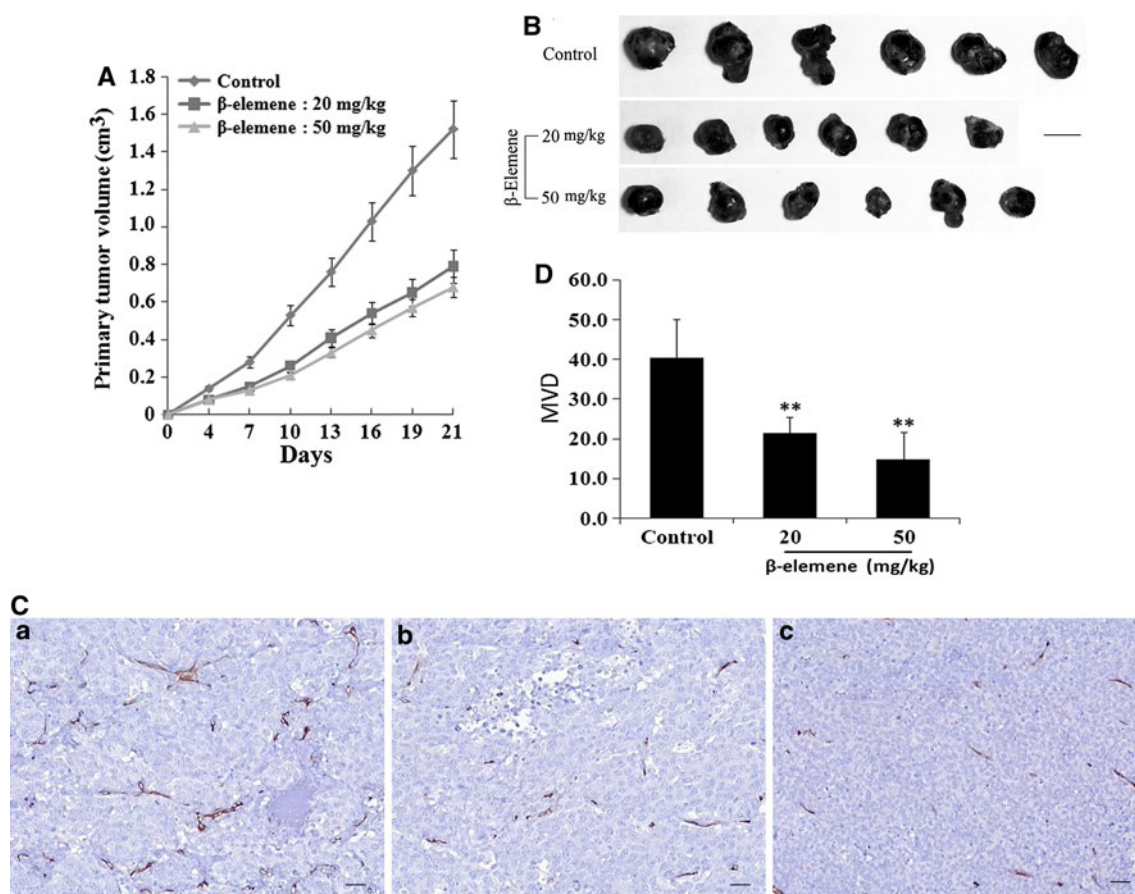 A
Control
β-elemene : 20 mg/kg
β-elemene : 50 mg/kg
Primary tumor volume (cm³)
1.8
1.6
1.4
1.2
1.0
0.8
0.6
0.4
0.2
0
0 4 7 10 13 16 19 21
Days
B
Control
β-Elemene
20 mg/kg
50 mg/kg
D
MVD
60.0
50.0
40.0
30.0
20.0
10.0
0.0
** **
Control 20 50
β-elemene (mg/kg)
C
a b c